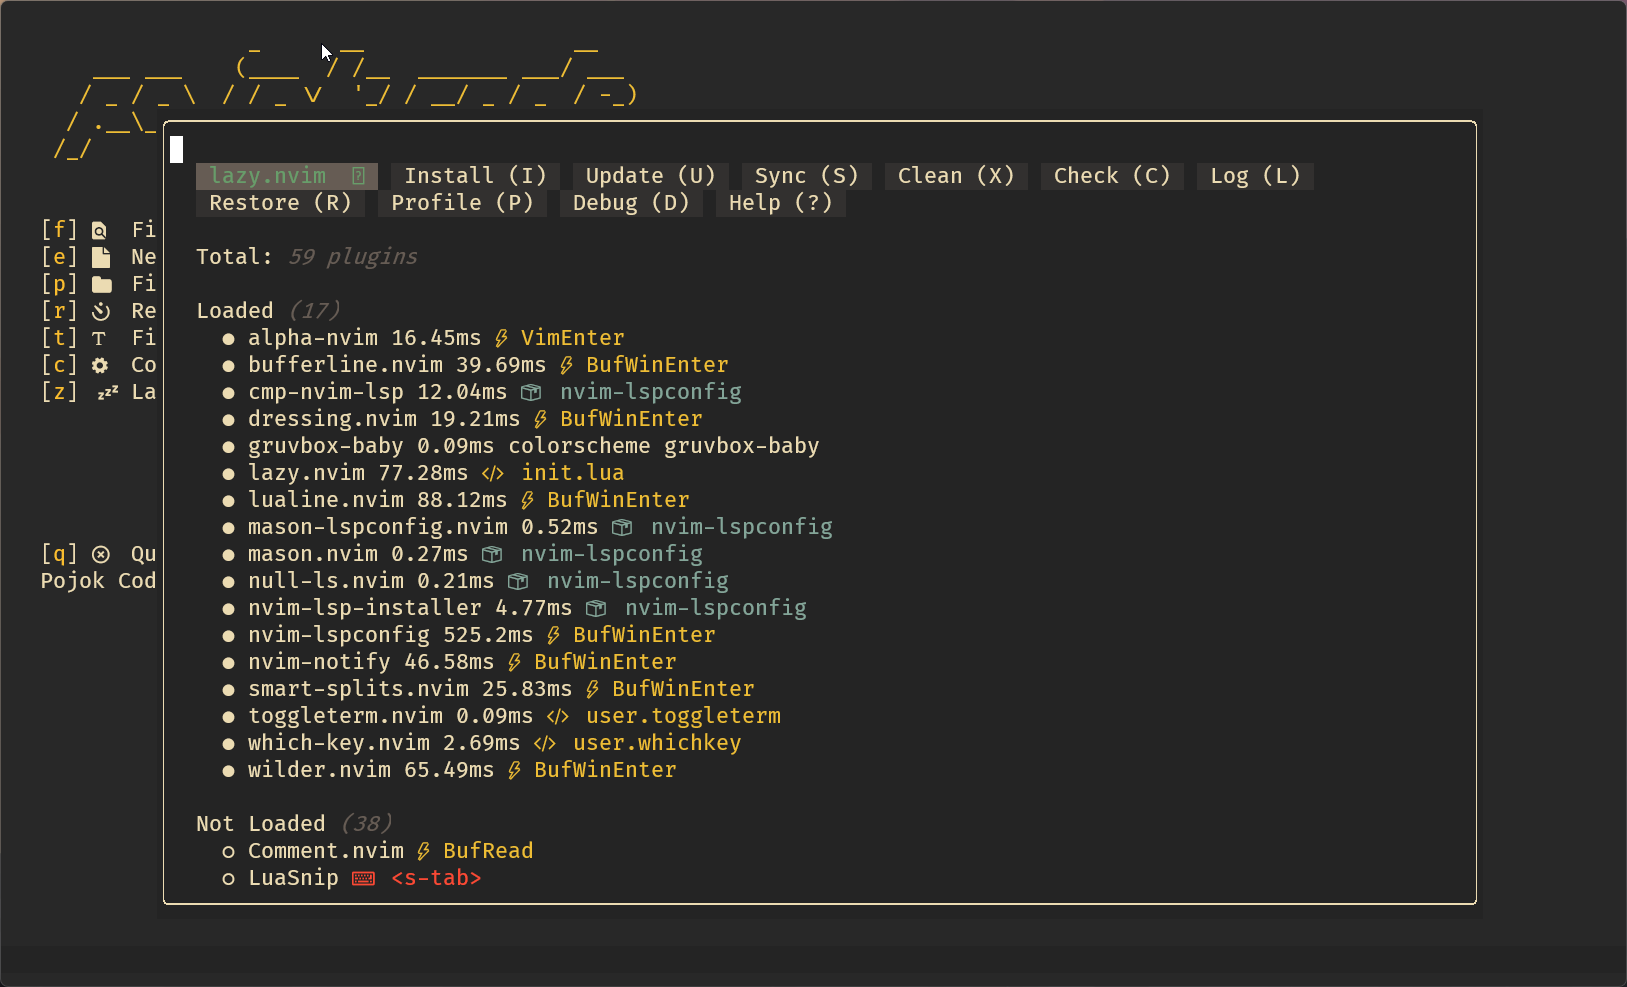 lazy.nvim Install (I) Update (U) Sync (S) Clean (X) Check (C) Log (L)
Restore (R) Profile (P) Debug (D) Help (?)
Total: 59 plugins
Loaded (17)
● alpha-nvim 16.45ms VimEnter
● bufferline.nvim 39.69ms BufWinEnter
● cmp-nvim-lsp 12.04ms nvim-lspconfig
● dressing.nvim 19.21ms BufWinEnter
● gruvbox-baby 0.09ms colorscheme gruvbox-baby
● lazy.nvim 77.28ms </> init.lua
● lualine.nvim 88.12ms BufWinEnter
● mason-lspconfig.nvim 0.52ms nvim-lspconfig
● mason.nvim 0.27ms nvim-lspconfig
● null-ls.nvim 0.21ms nvim-lspconfig
● nvim-lsp-installer 4.77ms nvim-lspconfig
● nvim-lspconfig 525.2ms BufWinEnter
● nvim-notify 46.58ms BufWinEnter
● smart-splits.nvim 25.83ms BufWinEnter
● toggleterm.nvim 0.09ms </> user.toggleterm
● which-key.nvim 2.69ms </> user.whichkey
● wilder.nvim 65.49ms BufWinEnter
Not Loaded (38)
○ Comment.nvim BufRead
○ LuaSnip <s-tab>
[f] Fi
[e] Ne
[p] Fi
[r] Re
[t] T Fi
[c] Co
[z] zzz La
[q] Qu
Pojok Cod